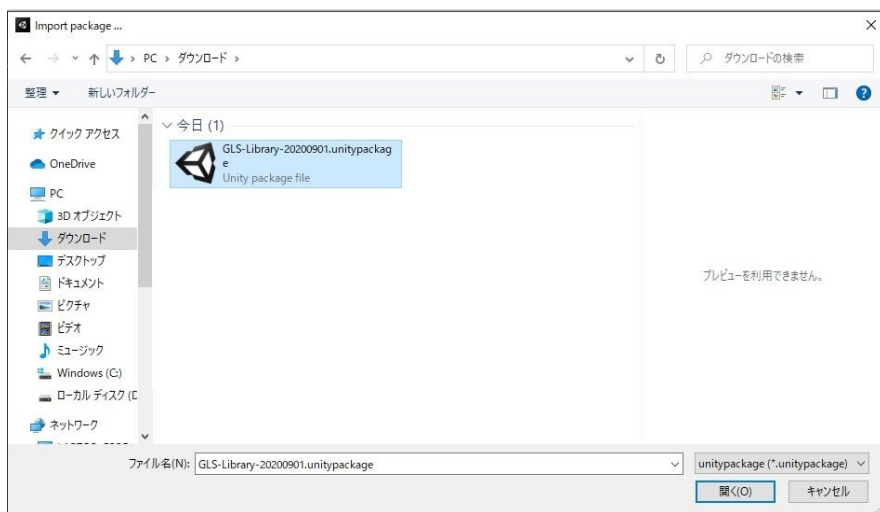 Import package ...
PC > ダウンロード >
ダウンロードの検索
整理 新しいフォルダー
クイック アクセス
OneDrive
PC
3D オブジェクト
ダウンロード
デスクトップ
ドキュメント
ピクチャ
ビデオ
ミュージック
Windows (C:)
ローカル ディスク (D
ネットワーク
今日 (1)
GLS-Library-20200901.unitypackag
e
Unity package file
プレビューを利用できません。
ファイル名(N): GLS-Library-20200901.unitypackage
unitypackage (*.unitypackage)
開く(O) キャンセル